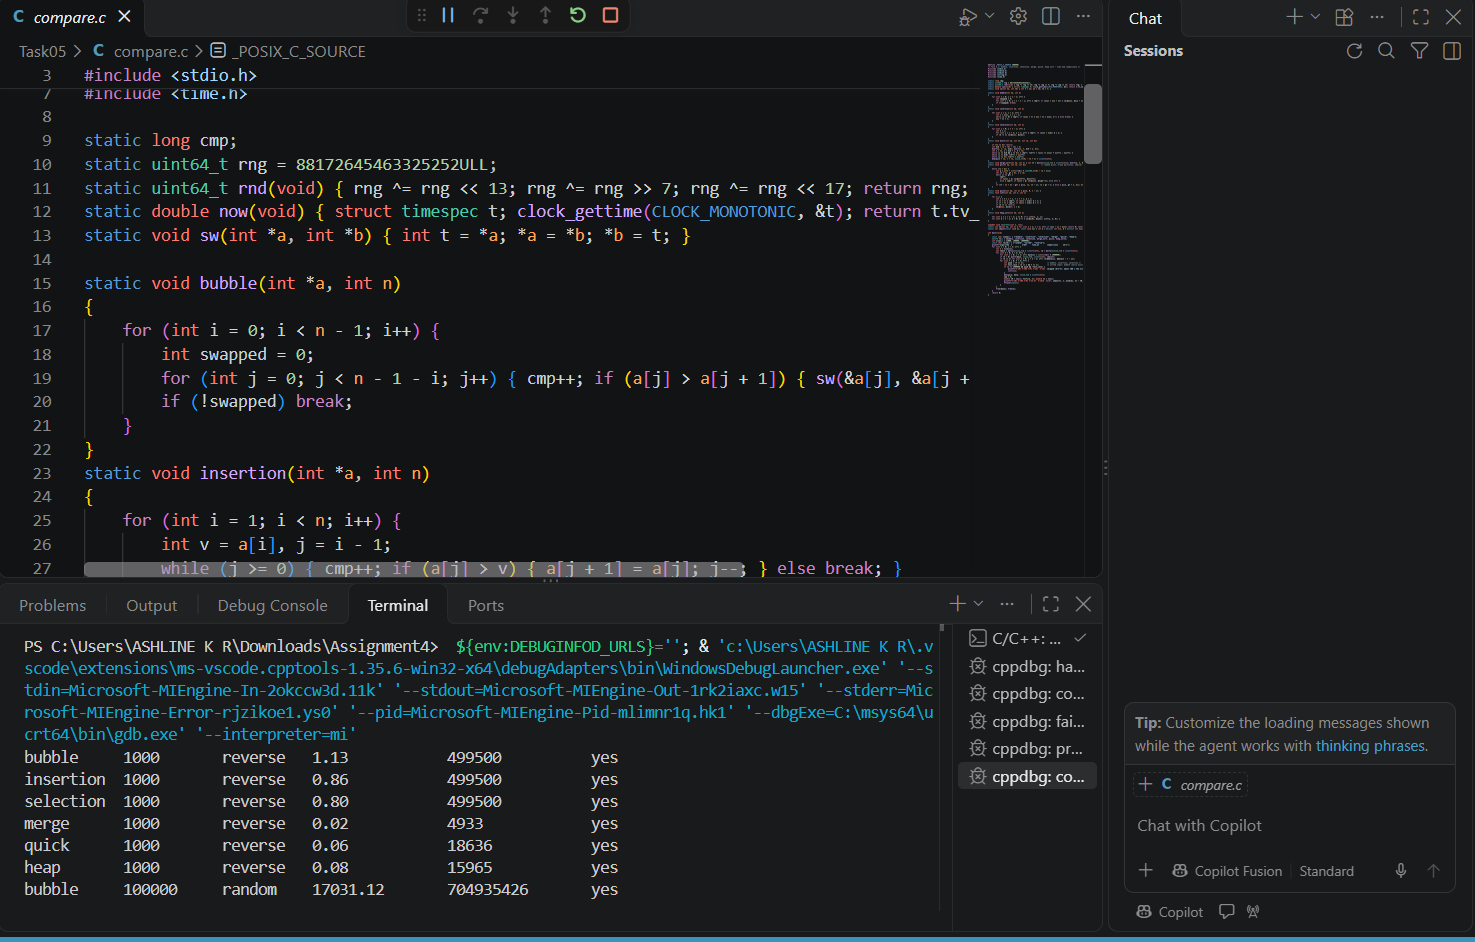 C compare.c
Task05 > C compare.c > _POSIX_C_SOURCE
3 #include <stdio.h>
7 #include <time.h>
8
9 static long cmp;
10 static uint64_t rng = 88172645463325252ULL;
11 static uint64_t rnd(void) { rng ^= rng << 13; rng ^= rng >> 7; rng ^= rng << 17; return rng;
12 static double now(void) { struct timespec t; clock_gettime(CLOCK_MONOTONIC, &t); return t.tv_
13 static void sw(int *a, int *b) { int t = *a; *a = *b; *b = t; }
14
15 static void bubble(int *a, int n)
16 {
17 for (int i = 0; i < n - 1; i++) {
18 int swapped = 0;
19 for (int j = 0; j < n - 1 - i; j++) { cmp++; if (a[j] > a[j + 1]) { sw(&a[j], &a[j +
20 if (!swapped) break;
21 }
22 }
23 static void insertion(int *a, int n)
24 {
25 for (int i = 1; i < n; i++) {
26 int v = a[i], j = i - 1;
27 while (j >= 0) { cmp++; if (a[j] > v) { a[j + 1] = a[j]; j--; } else break; }
Problems Output Debug Console Terminal Ports
PS C:\Users\ASHLINE K R\Downloads\Assignment4> ${env:DEBUGINFOD_URLS}=''; & 'c:\Users\ASHLINE K R\.v
scode\extensions\ms-vscode.cpptools-1.35.6-win32-x64\debugAdapters\bin\WindowsDebugLauncher.exe' '--s
tdin=Microsoft-MIEngine-In-2okccw3d.11k' '--stdout=Microsoft-MIEngine-Out-1rk2iaxc.w15' '--stderr=Mic
rosoft-MIEngine-Error-rjzikoe1.ys0' '--pid=Microsoft-MIEngine-Pid-mlimnr1q.hk1' '--dbgExe=C:\msys64\u
crt64\bin\gdb.exe' '--interpreter=mi'
bubble 1000 reverse 1.13 499500 yes
insertion 1000 reverse 0.86 499500 yes
selection 1000 reverse 0.80 499500 yes
merge 1000 reverse 0.02 4933 yes
quick 1000 reverse 0.06 18636 yes
heap 1000 reverse 0.08 15965 yes
bubble 100000 random 17031.12 704935426 yes
C/C++: ...
cppdbg: ha...
cppdbg: co...
cppdbg: fai...
cppdbg: pr...
cppdbg: co...
Chat
Sessions
Tip: Customize the loading messages shown
while the agent works with thinking phrases.
C compare.c
Chat with Copilot
Copilot Fusion Standard
Copilot